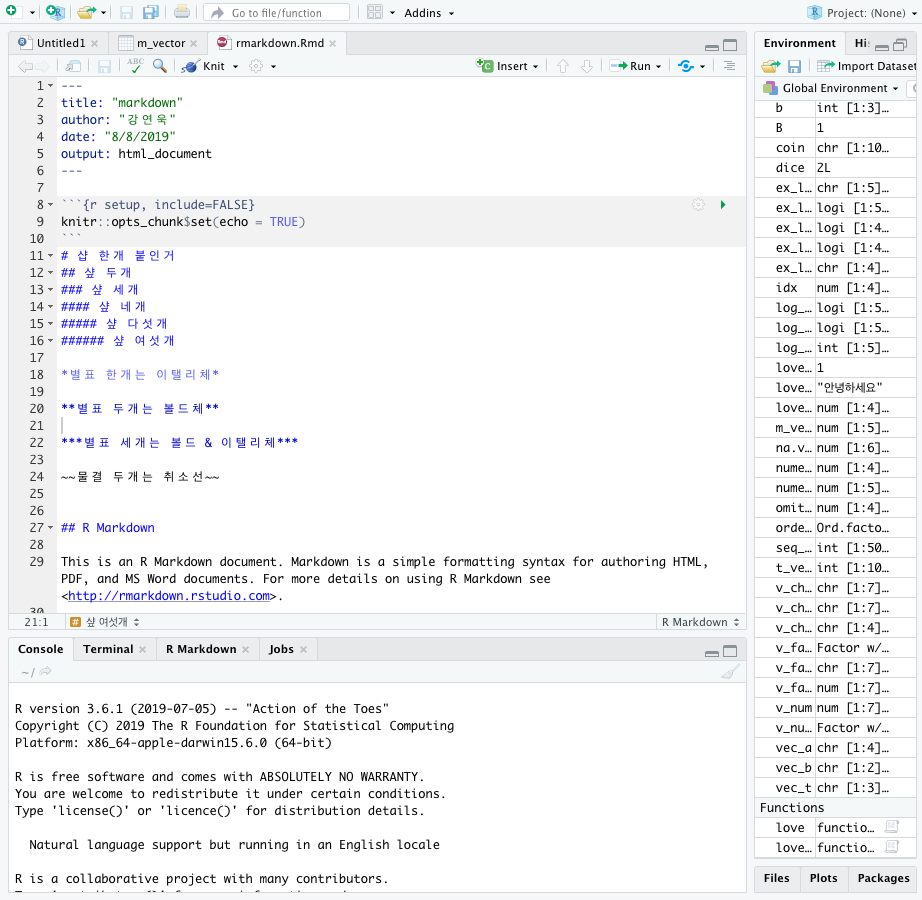 Go to file/function
Addins
Project: (None)
Untitled1
m_vector
rmarkdown.Rmd
ABC
Knit
Insert
Run
1 ---
2 title: "markdown"
3 author: "강연욱"
4 date: "8/8/2019"
5 output: html_document
6 ---
7
8 ```{r setup, include=FALSE}
9 knitr::opts_chunk$set(echo = TRUE)
10 ```
11 # 샵 한개 붙인거
12 ## 샾 두개
13 ### 샾 세개
14 #### 샾 네개
15 ##### 샾 다섯개
16 ###### 샾 여섯개
17
18 *별표 한개는 이탤리체*
19
20 **별표 두개는 볼드체**
21
22 ***별표 세개는 볼드 & 이탤리체***
23
24 ~~물결 두개는 취소선~~
25
26
27 ## R Markdown
28
29 This is an R Markdown document. Markdown is a simple formatting syntax for authoring HTML,
PDF, and MS Word documents. For more details on using R Markdown see
<http://rmarkdown.rstudio.com>.
30
21:1
# 샾 여섯개
R Markdown
Console
Terminal
R Markdown
Jobs
~/
R version 3.6.1 (2019-07-05) -- "Action of the Toes"
Copyright (C) 2019 The R Foundation for Statistical Computing
Platform: x86_64-apple-darwin15.6.0 (64-bit)
R is free software and comes with ABSOLUTELY NO WARRANTY.
You are welcome to redistribute it under certain conditions.
Type 'license()' or 'licence()' for distribution details.
Natural language support but running in an English locale
R is a collaborative project with many contributors.
Environment
His
Import Dataset
Global Environment
b int [1:3]…
B 1
coin chr [1:10…
dice 2L
ex_l… chr [1:5]…
ex_l… logi [1:5…
ex_l… logi [1:4…
ex_l… logi [1:4…
ex_l… chr [1:4]…
idx num [1:4]…
log_… logi [1:5…
log_… logi [1:5…
log_… int [1:5]…
love… 1
love… "안녕하세요"
love… num [1:4]…
m_ve… num [1:5]…
na.v… num [1:6]…
nume… num [1:4]…
nume… num [1:5]…
omit… num [1:4]…
orde… Ord.facto…
seq_… int [1:50…
t_ve… int [1:10…
v_ch… chr [1:7]…
v_ch… chr [1:7]…
v_ch… chr [1:4]…
v_fa… Factor w/…
v_fa… chr [1:7]…
v_fa… num [1:7]…
v_num num [1:7]…
v_nu… Factor w/…
vec_a chr [1:4]…
vec_b chr [1:2]…
vec_t chr [1:3]…
Functions
love functio…
love… functio…
Files
Plots
Packages